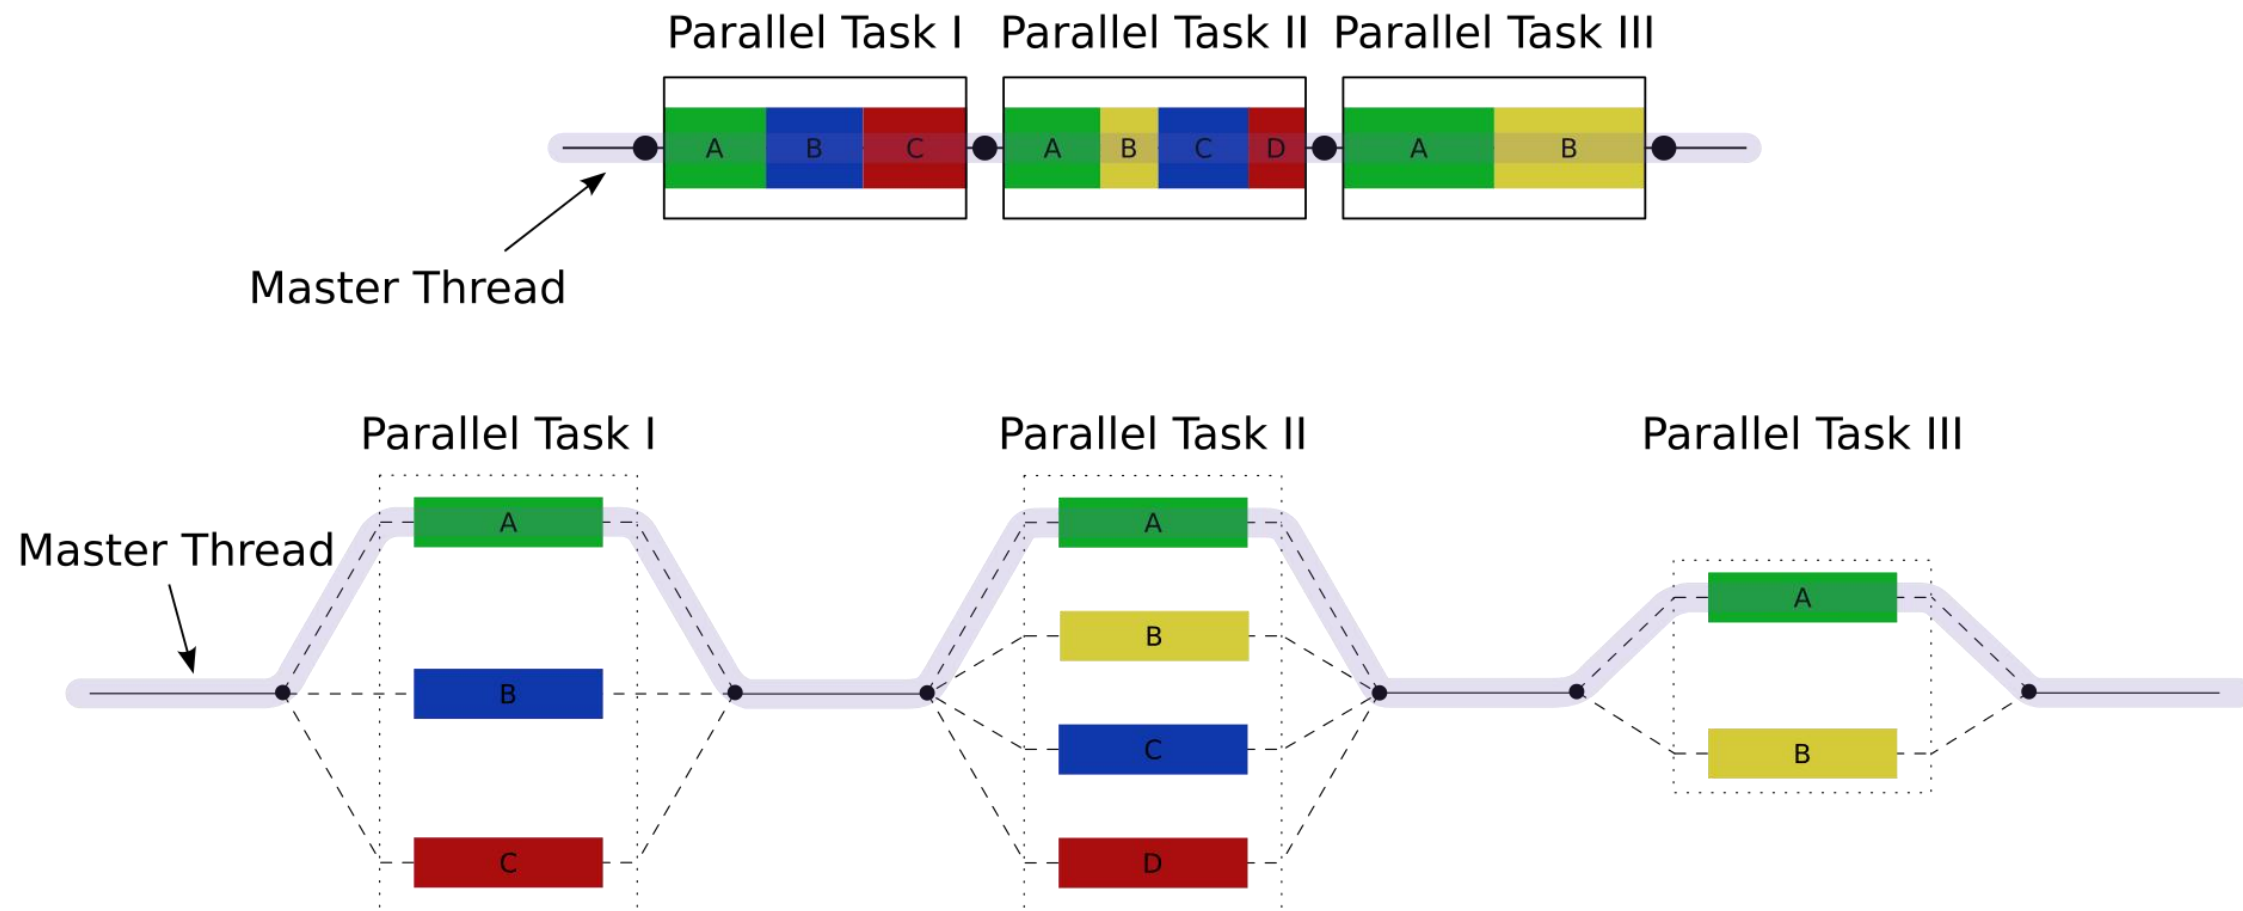 Parallel Task I
Parallel Task II
Parallel Task III
A
B
C
A
B
C
D
A
B
Master Thread
Parallel Task I
Parallel Task II
Parallel Task III
Master Thread
A
B
C
A
B
C
D
A
B